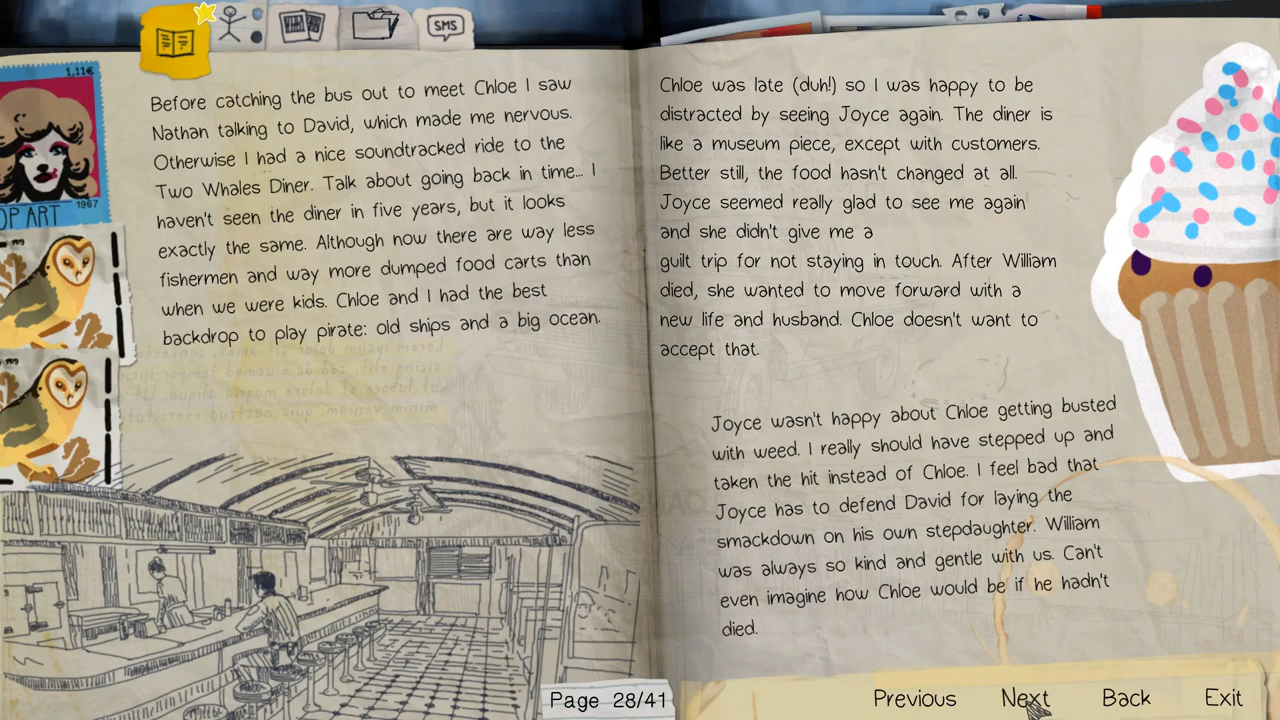 SMS
1,11€
OP ART
1967
Before catching the bus out to meet Chloe I saw
Nathan talking to David, which made me nervous.
Otherwise I had a nice soundtracked ride to the
Two Whales Diner. Talk about going back in time... I
haven't seen the diner in five years, but it looks
exactly the same. Although now there are way less
fishermen and way more dumped food carts than
when we were kids. Chloe and I had the best
backdrop to play pirate: old ships and a big ocean.
Chloe was late (duh!) so I was happy to be
distracted by seeing Joyce again. The diner is
like a museum piece, except with customers.
Better still, the food hasn't changed at all.
Joyce seemed really glad to see me again
and she didn't give me a
guilt trip for not staying in touch. After William
died, she wanted to move forward with a
new life and husband. Chloe doesn't want to
accept that.
Joyce wasn't happy about Chloe getting busted
with weed. I really should have stepped up and
taken the hit instead of Chloe. I feel bad that
Joyce has to defend David for laying the
smackdown on his own stepdaughter. William
was always so kind and gentle with us. Can't
even imagine how Chloe would be if he hadn't
died.
Page 28/41
Previous Next Back Exit